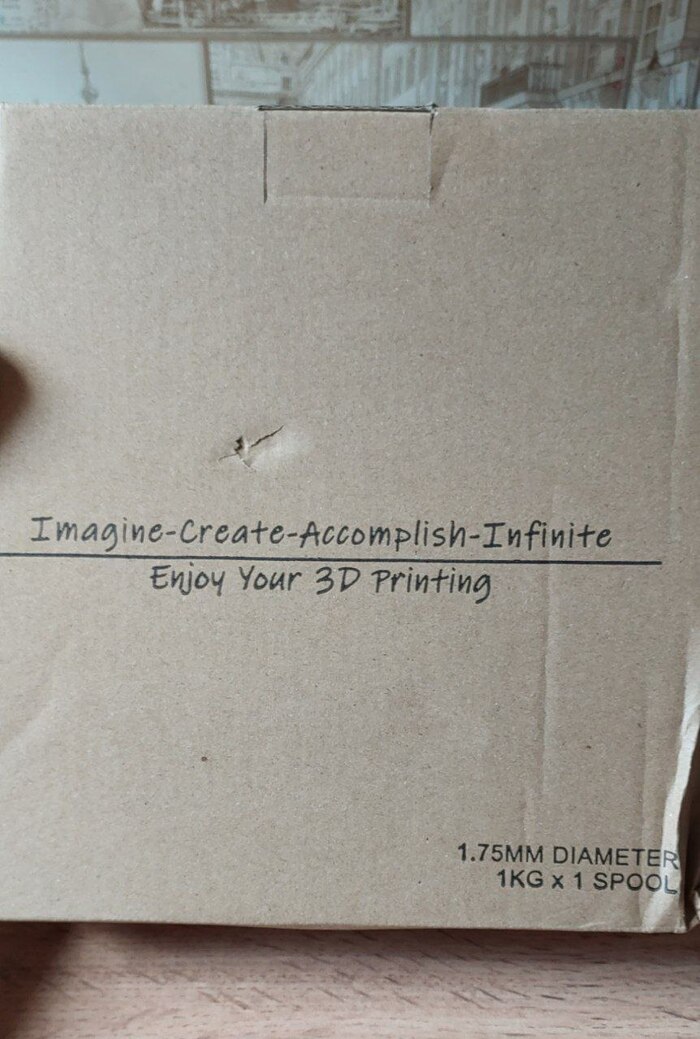 Imagine-Create-Accomplish-Infinite
Enjoy Your 3D Printing
1.75MM DIAMETER
1KG x 1 SPOOL